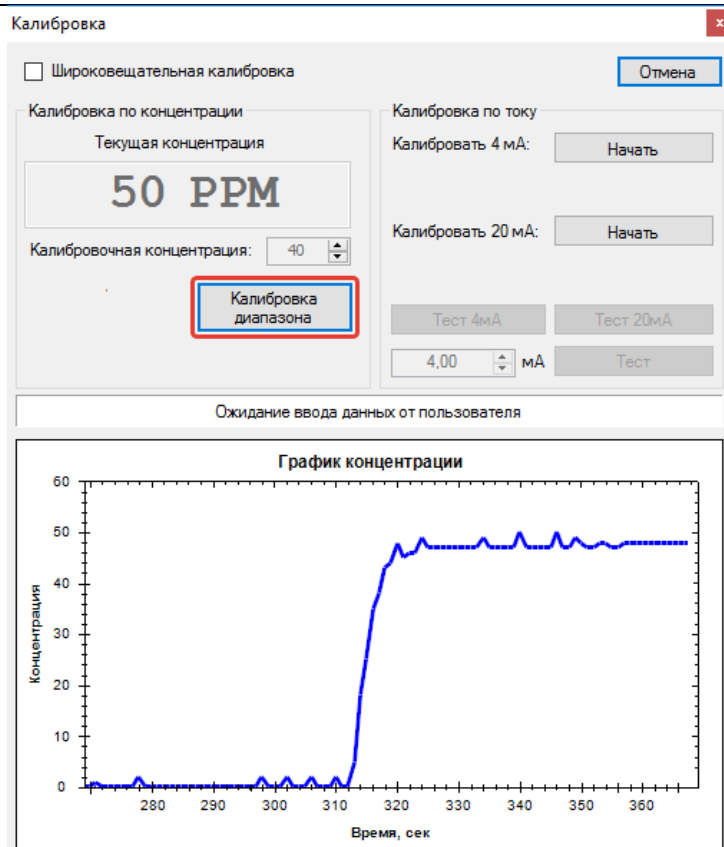 Калибровка
x
Широковещательная калибровка
Отмена
Калибровка по концентрации
Текущая концентрация
50 PPM
Калибровочная концентрация: 40
Калибровка
диапазона
Калибровка по току
Калибровать 4 мА: Начать
Калибровать 20 мА: Начать
Тест 4мА Тест 20мА
4,00 мА Тест
Ожидание ввода данных от пользователя
График концентрации
Концентрация
60
50
40
30
20
10
0
280 290 300 310 320 330 340 350 360
Время, сек